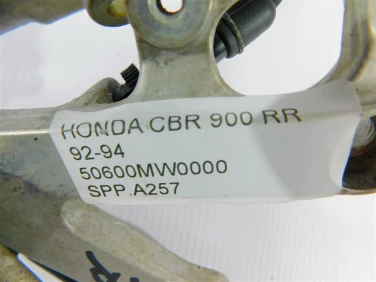 HONDA CBR 900 RR
92-94
50600MW0000
SPP.A257